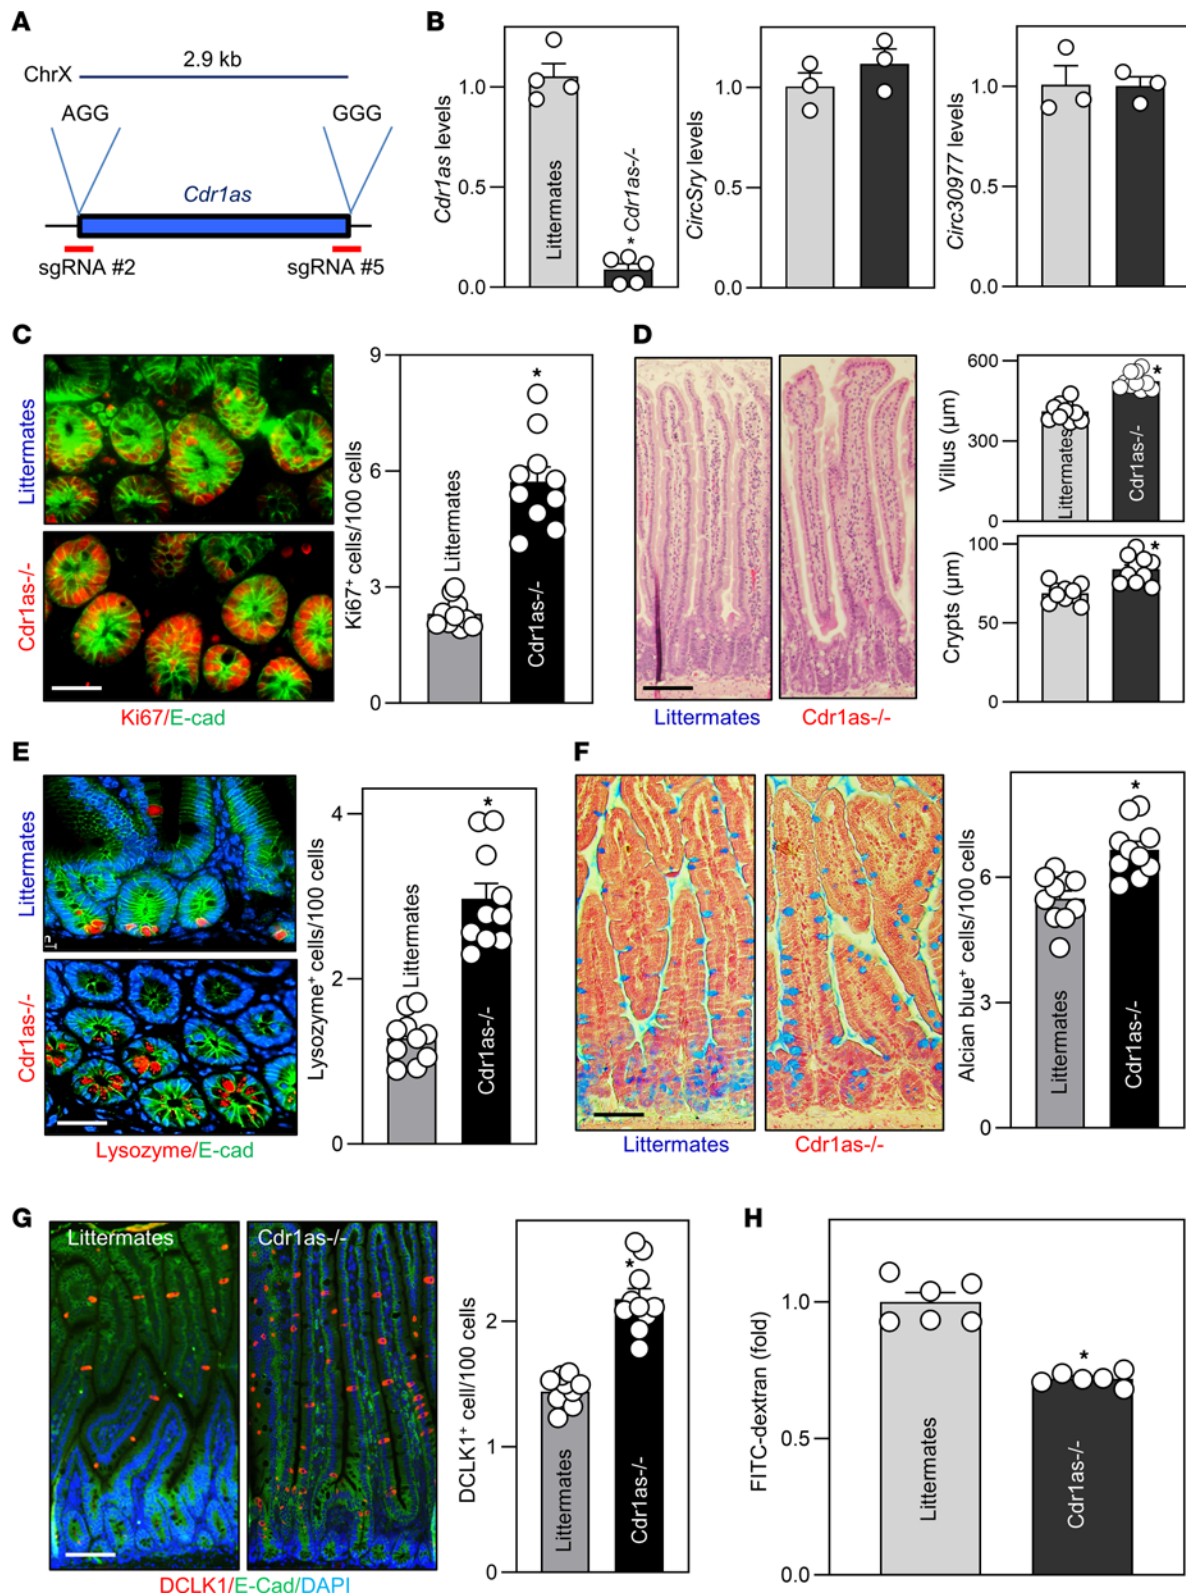 A
2.9 kb
ChrX
AGG
GGG
Cdr1as
sgRNA #2
sgRNA #5
B
Cdr1as levels
1.0
0.5
0.0
Littermates
* Cdr1as-/-
CircSry levels
1.0
0.5
0.0
Circ30977 levels
1.0
0.5
0.0
C
Littermates
Cdr1as-/-
Ki67/E-cad
Ki67+ cells/100 cells
9
6
3
0
Littermates
*
Cdr1as-/-
D
Littermates
Cdr1as-/-
Villus (µm)
600
300
0
Littermates
*
Cdr1as-/-
Crypts (µm)
100
50
0
*
E
Littermates
Cdr1as-/-
Lysozyme/E-cad
Lysozyme+ cells/100 cells
4
2
0
Littermates
*
Cdr1as-/-
F
Littermates
Cdr1as-/-
Alcian blue+ cells/100 cells
6
3
0
Littermates
*
Cdr1as-/-
G
Littermates
Cdr1as-/-
DCLK1/E-Cad/DAPI
DCLK1+ cell/100 cells
2
1
0
Littermates
*
Cdr1as-/-
H
FITC-dextran (fold)
1.0
0.5
0.0
Littermates
*
Cdr1as-/-